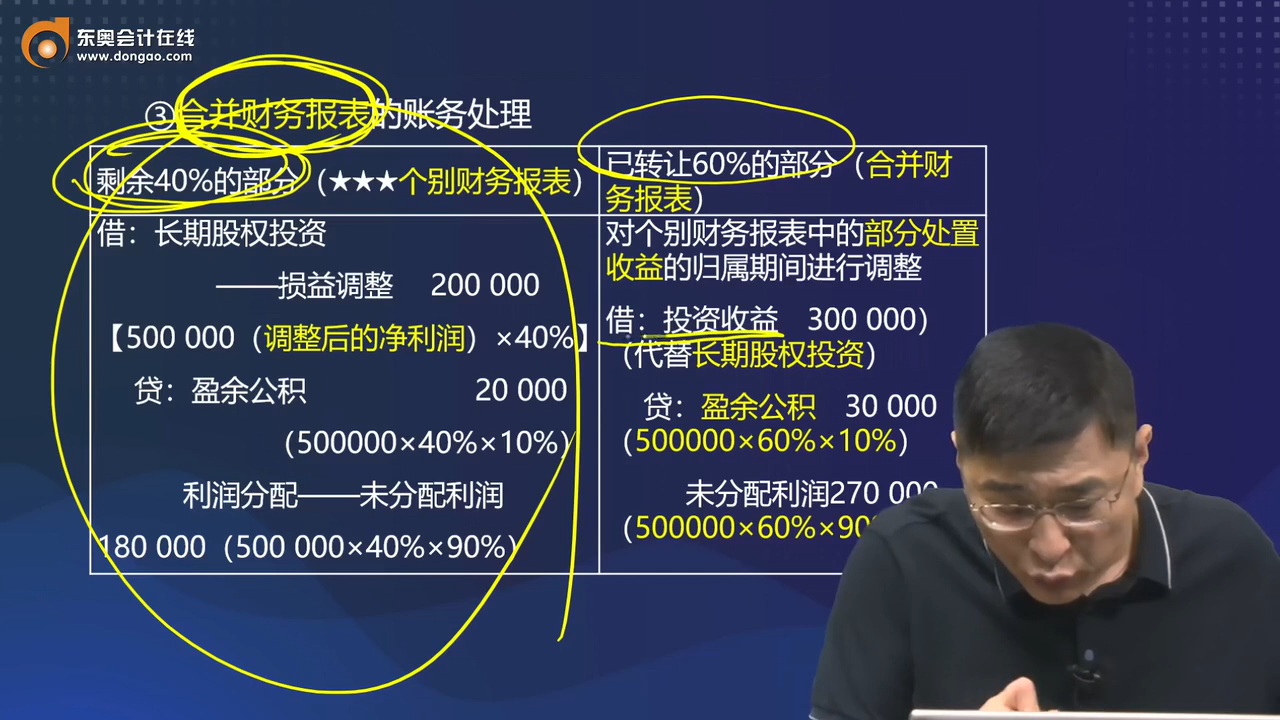 东奥会计在线
www.dongao.com
③合并财务报表的账务处理
剩余40%的部分（★★★个别财务报表）
借：长期股权投资
——损益调整 200 000
【500 000（调整后的净利润）×40%】
贷：盈余公积 20 000
（500000×40%×10%）
利润分配——未分配利润
180 000（500 000×40%×90%）
已转让60%的部分（合并财
务报表）
对个别财务报表中的部分处置
收益的归属期间进行调整
借：投资收益 300 000）
（代替长期股权投资）
贷：盈余公积 30 000
（500000×60%×10%）
未分配利润270 000
（500000×60%×90